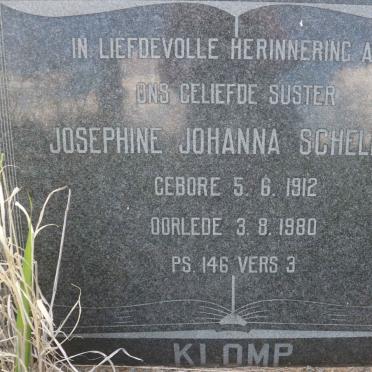 IN LIEFDEVOLLE HERINNERING A
ONS GELIEFDE SUSTER
JOSEPHINE JOHANNA SCHEL
GEBORE 5. 6. 1912
OORLEDE 3. 8. 1980
PS. 146 VERS 3
KLOMP